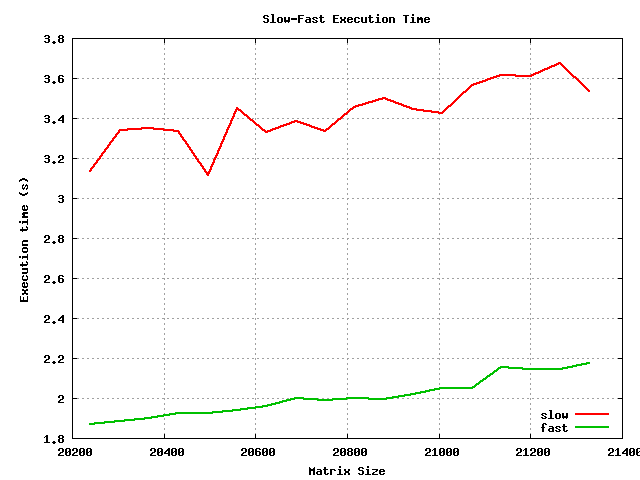 Slow-Fast Execution Time
3.8
3.6
3.4
3.2
3
2.8
2.6
2.4
2.2
2
1.8
Execution time (s)
slow
fast
20200 20400 20600 20800 21000 21200 21400
Matrix Size